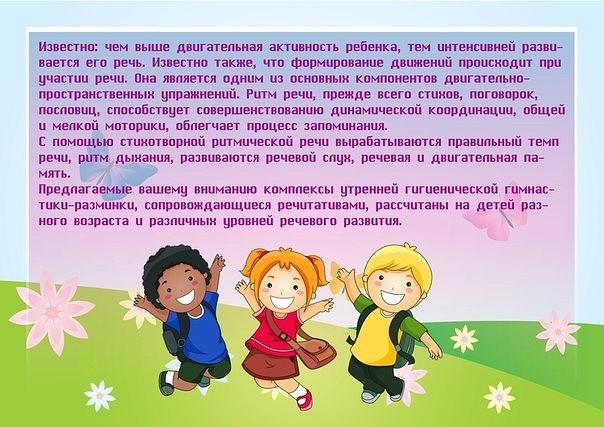 Известно: чем выше двигательная активность ребенка, тем интенсивней разви-
вается его речь. Известно также, что формирование движений происходит при
участии речи. Она является одним из основных компонентов двигательно-
пространственных упражнений. Ритм речи, прежде всего стихов, поговорок,
пословиц, способствует совершенствованию динамической координации, общей
и мелкой моторики, облегчает процесс запоминания.
С помощью стихотворной ритмической речи вырабатываются правильный темп
речи, ритм дыхания, развиваются речевой слух, речевая и двигательная па-
мять.
Предлагаемые вашему вниманию комплексы утренней гигиенической гимнас-
тики-разминки, сопровождающиеся речитативами, рассчитаны на детей раз-
ного возраста и различных уровней речевого развития.